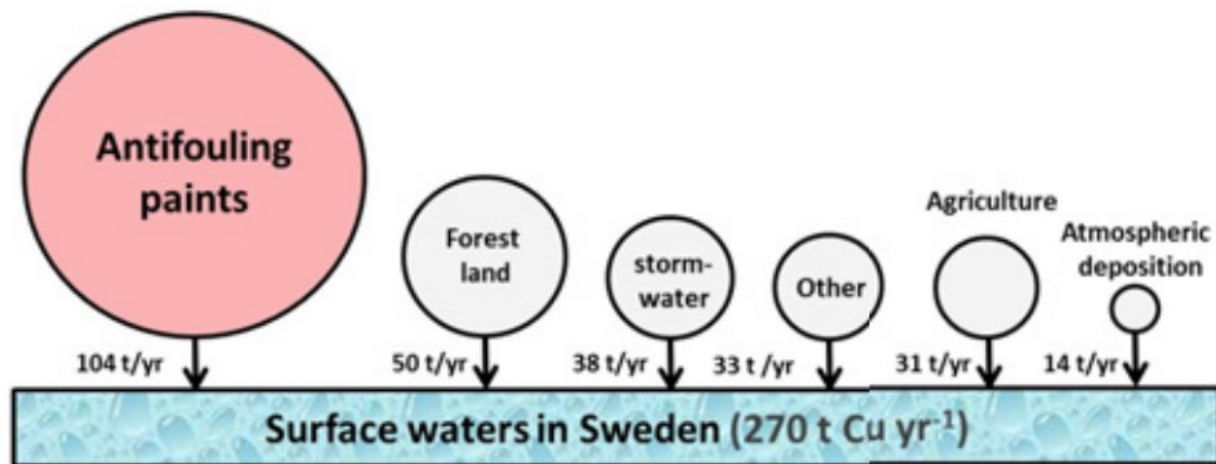 Antifouling
paints
Forest
land
storm-
water
Other
Agriculture
Atmospheric
deposition
104 t/yr
50 t/yr
38 t/yr
33 t /yr
31 t/yr
14 t/yr
Surface waters in Sweden (270 t Cu yr⁻¹)